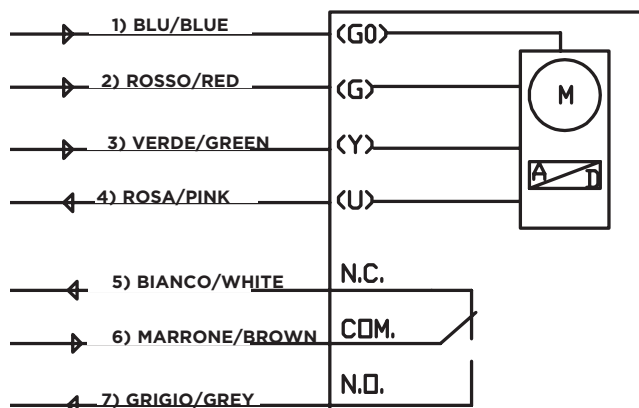 1) BLU/BLUE (G0)
2) ROSSO/RED (G)
M
3) VERDE/GREEN (Y)
A D
4) ROSA/PINK (U)
5) BIANCO/WHITE N.C.
6) MARRONE/BROWN COM.
7) GRIGIO/GREY N.O.